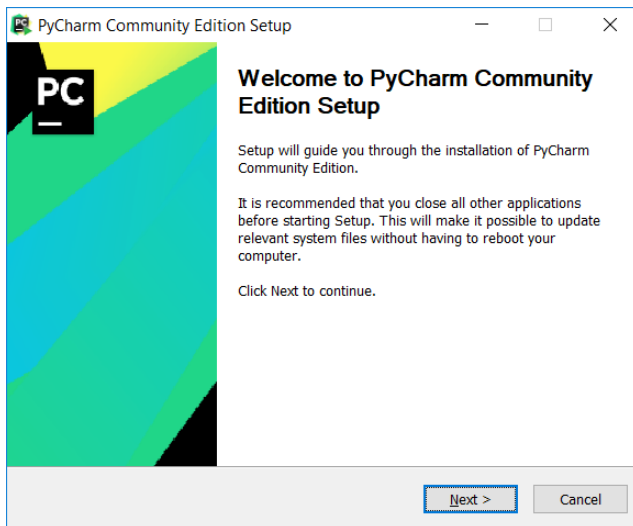 PyCharm Community Edition Setup
PC
Welcome to PyCharm Community
Edition Setup
Setup will guide you through the installation of PyCharm
Community Edition.
It is recommended that you close all other applications
before starting Setup. This will make it possible to update
relevant system files without having to reboot your
computer.
Click Next to continue.
Next >
Cancel